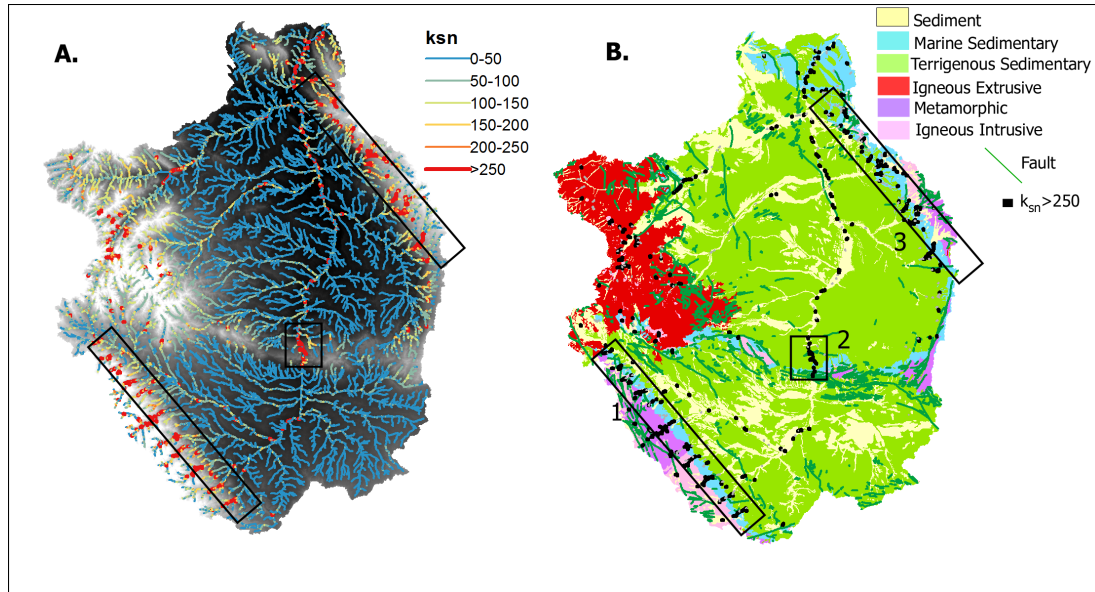 A.
ksn
0-50
50-100
100-150
150-200
200-250
>250
B.
Sediment
Marine Sedimentary
Terrigenous Sedimentary
Igneous Extrusive
Metamorphic
Igneous Intrusive
Fault
ksn>250
3
2
1